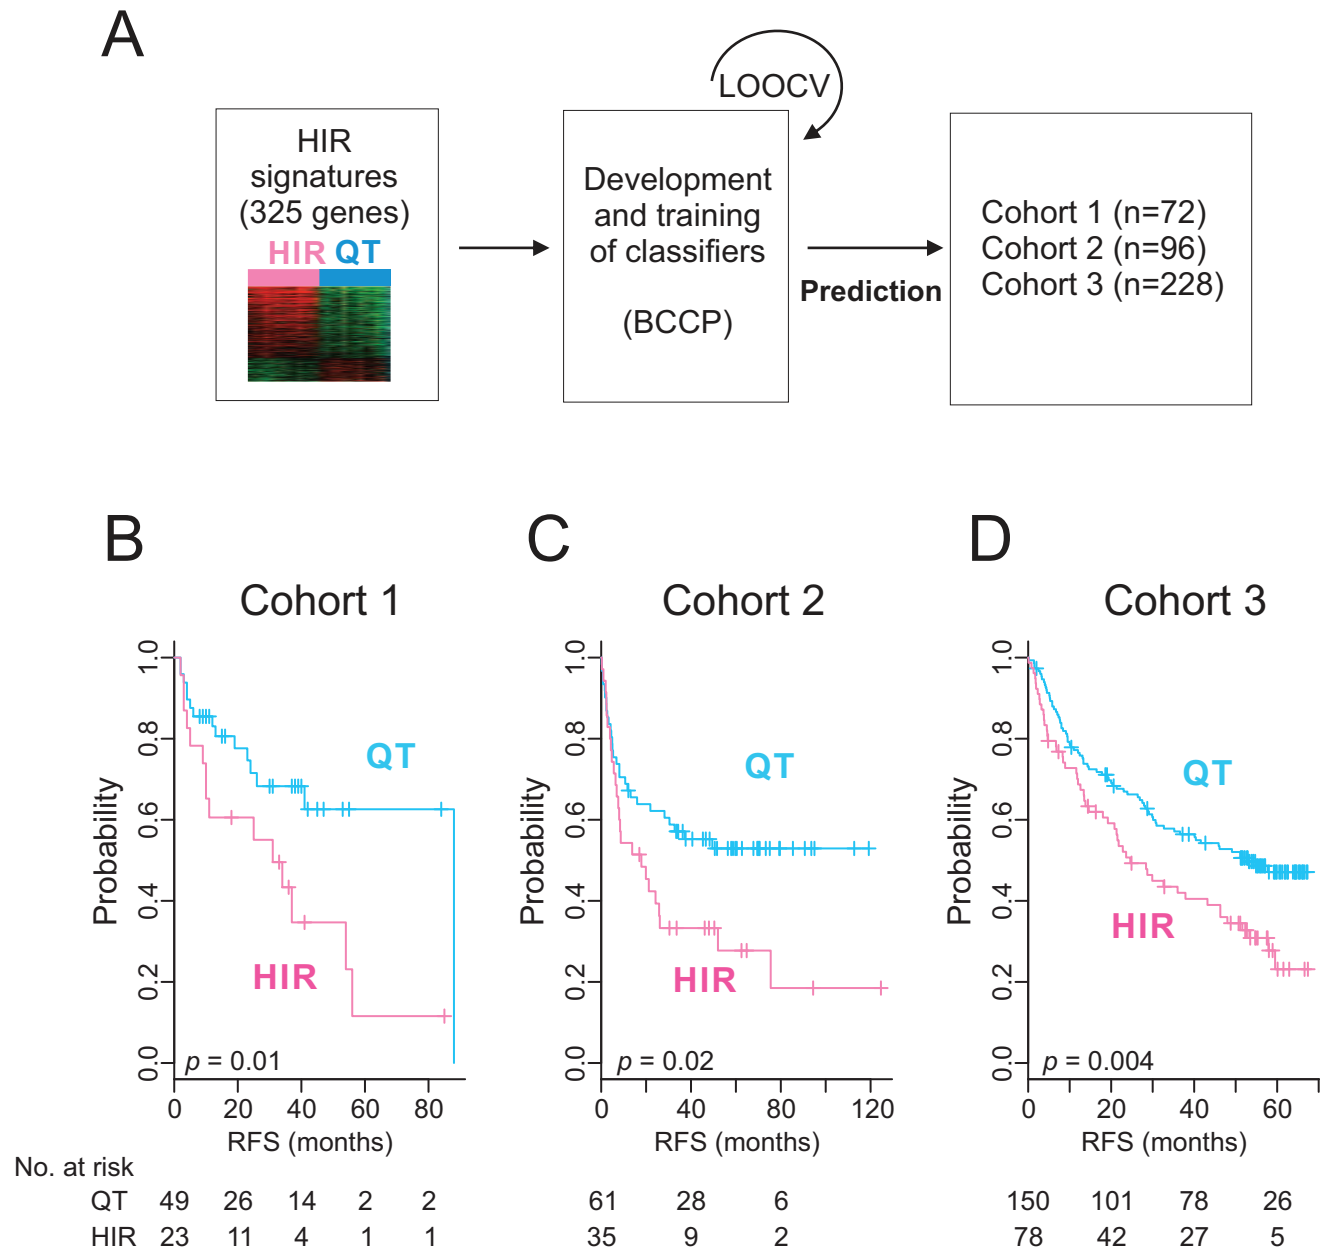 A
HIR
signatures
(325 genes)
HIR QT
LOOCV
Development
and training
of classifiers
(BCCP)
Prediction
Cohort 1 (n=72)
Cohort 2 (n=96)
Cohort 3 (n=228)
B
Cohort 1
Probability
1.0
0.8
0.6
0.4
0.2
0.0
QT
HIR
p = 0.01
0 20 40 60 80
RFS (months)
C
Cohort 2
Probability
1.0
0.8
0.6
0.4
0.2
0.0
QT
HIR
p = 0.02
0 40 80 120
RFS (months)
D
Cohort 3
Probability
1.0
0.8
0.6
0.4
0.2
0.0
QT
HIR
p = 0.004
0 20 40 60
RFS (months)
No. at risk
QT 49 26 14 2 2 61 28 6 150 101 78 26
HIR 23 11 4 1 1 35 9 2 78 42 27 5